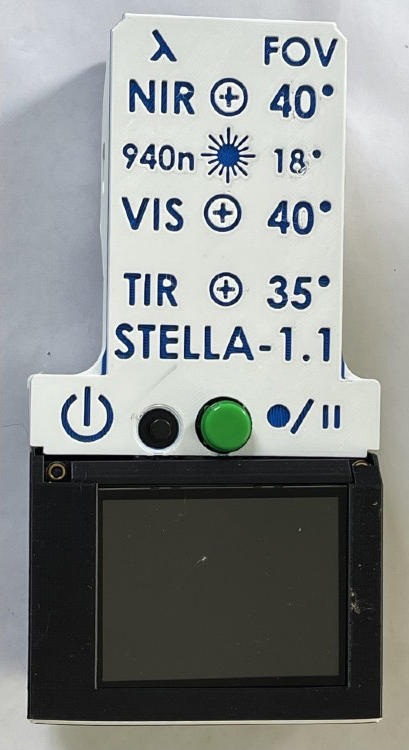 λ FOV
NIR 40°
940n 18°
VIS 40°
TIR 35°
STELLA-1.1